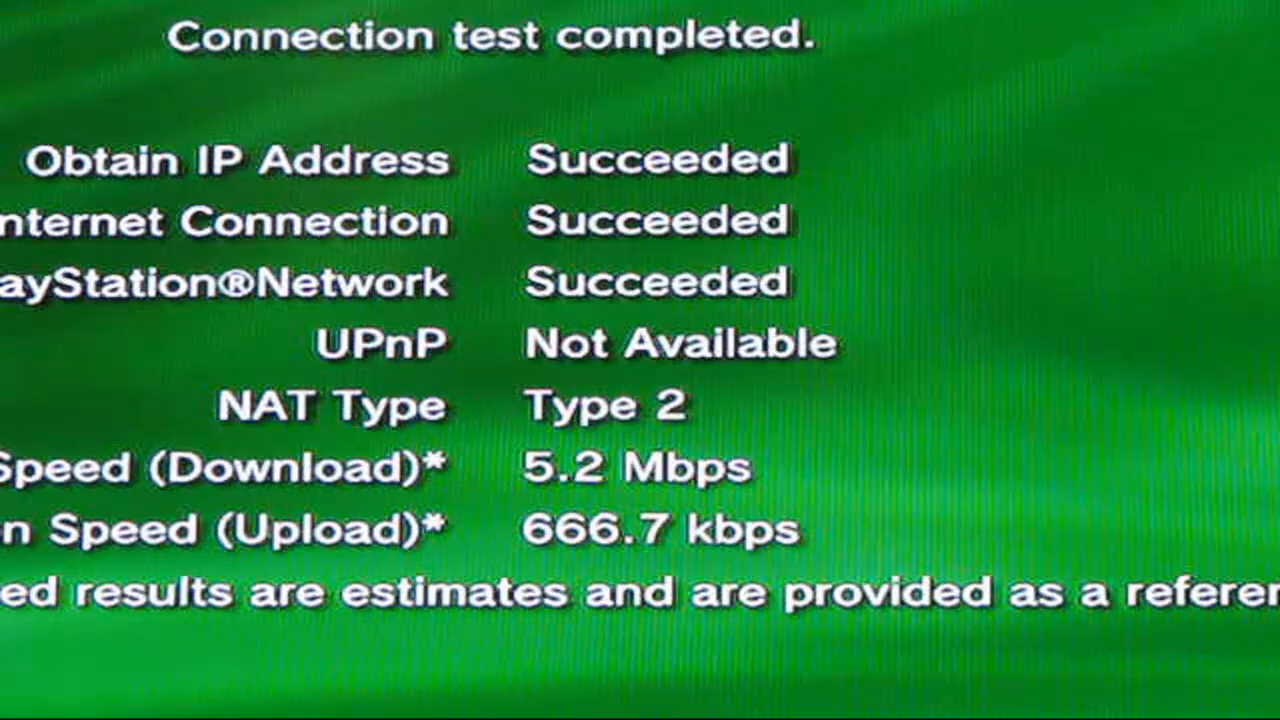 Connection test completed.
Obtain IP Address Succeeded
nternet Connection Succeeded
ayStation®Network Succeeded
UPnP Not Available
NAT Type Type 2
Speed (Download)* 5.2 Mbps
n Speed (Upload)* 666.7 kbps
ed results are estimates and are provided as a referen